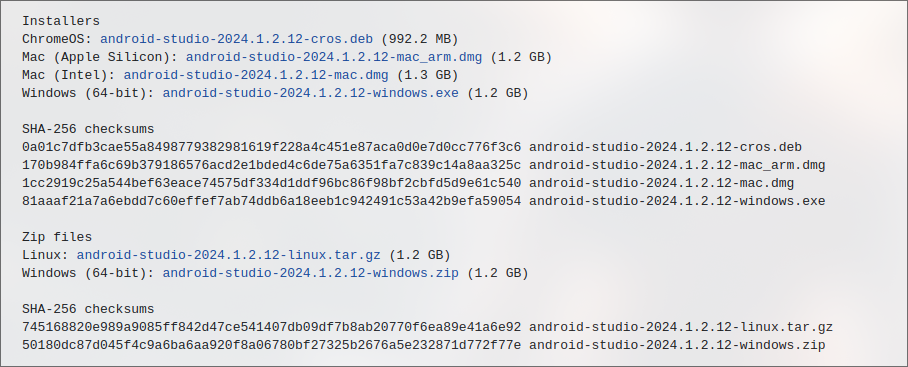 Installers
ChromeOS: android-studio-2024.1.2.12-cros.deb (992.2 MB)
Mac (Apple Silicon): android-studio-2024.1.2.12-mac_arm.dmg (1.2 GB)
Mac (Intel): android-studio-2024.1.2.12-mac.dmg (1.3 GB)
Windows (64-bit): android-studio-2024.1.2.12-windows.exe (1.2 GB)
SHA-256 checksums
0a01c7dfb3cae55a8498779382981619f228a4c451e87aca0d0e7d0cc776f3c6 android-studio-2024.1.2.12-cros.deb
170b984ffa6c69b379186576acd2e1bded4c6de75a6351fa7c839c14a8aa325c android-studio-2024.1.2.12-mac_arm.dmg
1cc2919c25a544bef63eace74575df334d1ddf96bc86f98bf2cbfd5d9e61c540 android-studio-2024.1.2.12-mac.dmg
81aaaf21a7a6ebdd7c60effef7ab74ddb6a18eeb1c942491c53a42b9efa59054 android-studio-2024.1.2.12-windows.exe
Zip files
Linux: android-studio-2024.1.2.12-linux.tar.gz (1.2 GB)
Windows (64-bit): android-studio-2024.1.2.12-windows.zip (1.2 GB)
SHA-256 checksums
745168820e989a9085ff842d47ce541407db09df7b8ab20770f6ea89e41a6e92 android-studio-2024.1.2.12-linux.tar.gz
50180dc87d045f4c9a6ba6aa920f8a06780bf27325b2676a5e232871d772f77e android-studio-2024.1.2.12-windows.zip